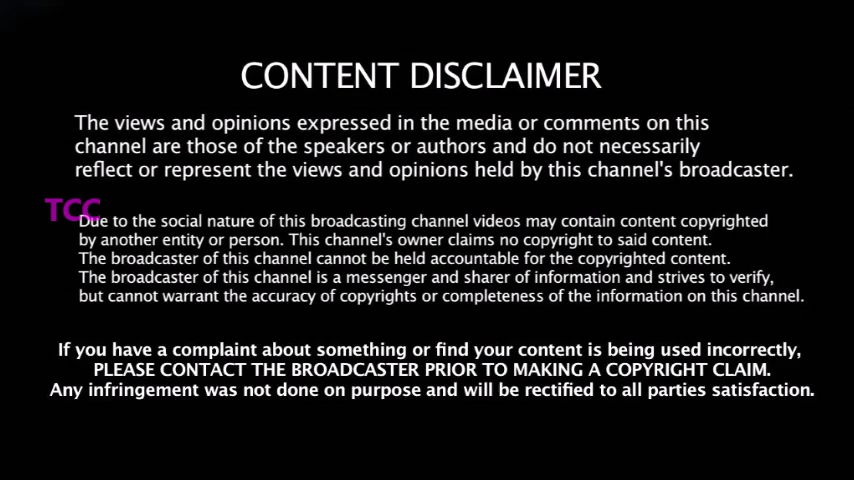 CONTENT DISCLAIMER
The views and opinions expressed in the media or comments on this
channel are those of the speakers or authors and do not necessarily
reflect or represent the views and opinions held by this channel's broadcaster.
TCC
Due to the social nature of this broadcasting channel videos may contain content copyrighted
by another entity or person. This channel's owner claims no copyright to said content.
The broadcaster of this channel cannot be held accountable for the copyrighted content.
The broadcaster of this channel is a messenger and sharer of information and strives to verify,
but cannot warrant the accuracy of copyrights or completeness of the information on this channel.
If you have a complaint about something or find your content is being used incorrectly,
PLEASE CONTACT THE BROADCASTER PRIOR TO MAKING A COPYRIGHT CLAIM.
Any infringement was not done on purpose and will be rectified to all parties satisfaction.